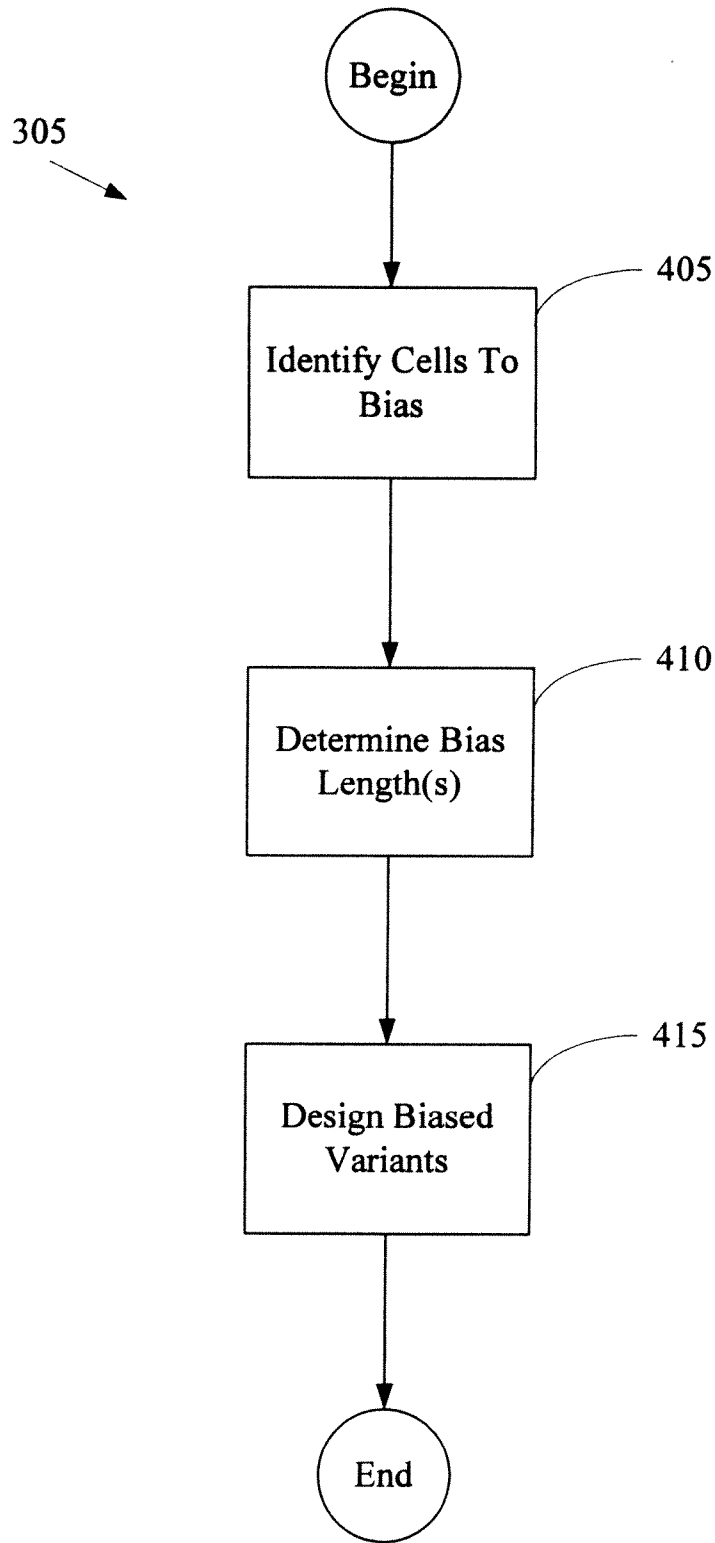 Begin
305
405
Identify Cells To
Bias
410
Determine Bias
Length(s)
415
Design Biased
Variants
End